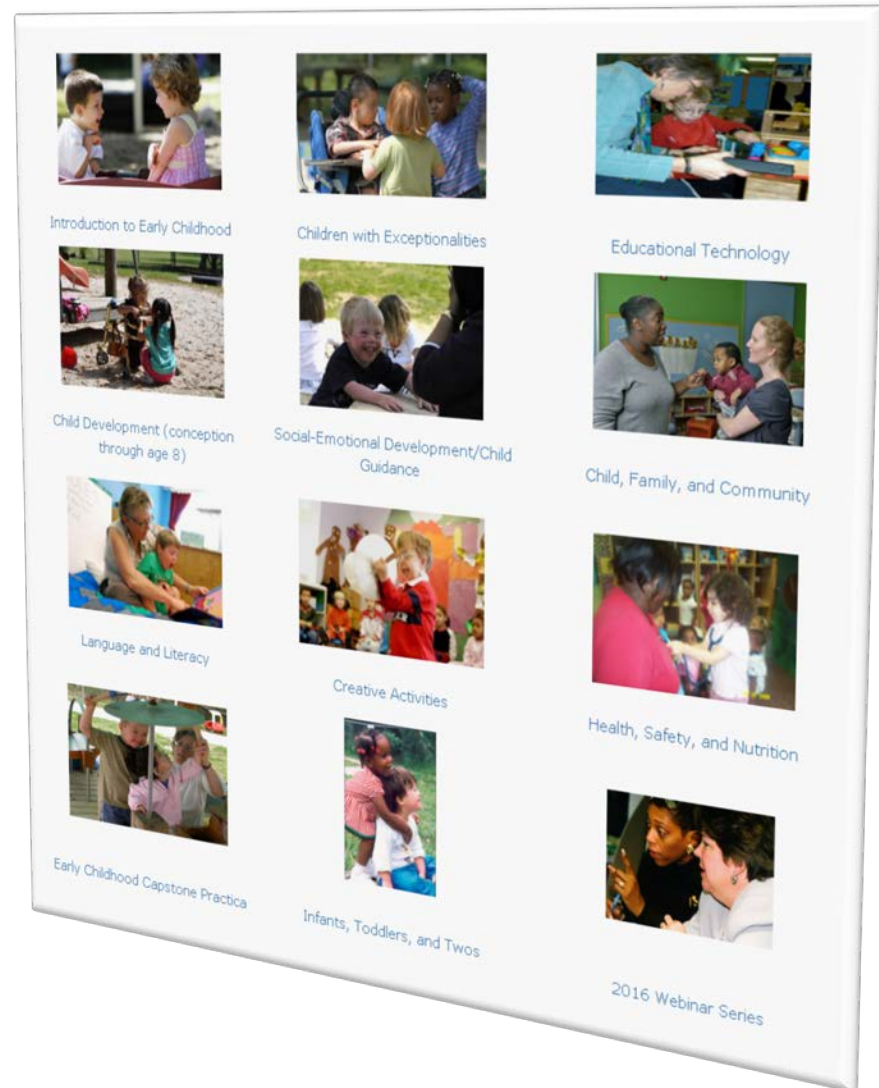 Introduction to Early Childhood
Children with Exceptionalities
Educational Technology
Child Development (conception
through age 8)
Social-Emotional Development/Child
Guidance
Child, Family, and Community
Language and Literacy
Creative Activities
Health, Safety, and Nutrition
Early Childhood Capstone Practica
Infants, Toddlers, and Twos
2016 Webinar Series